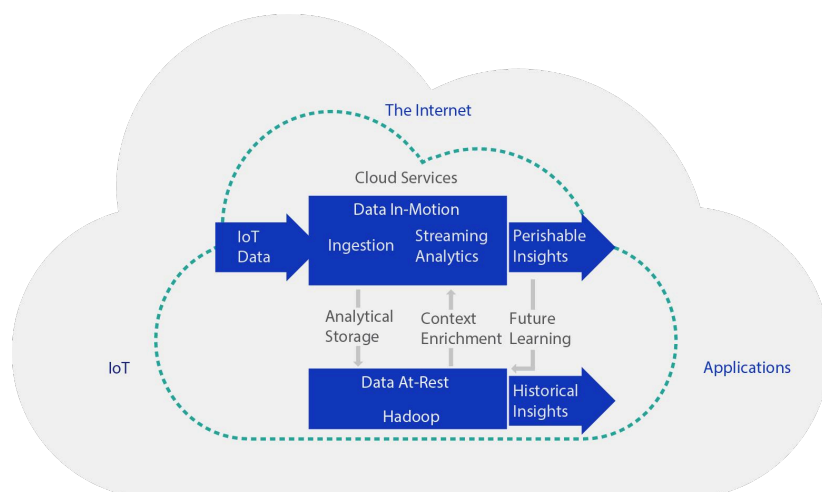 The Internet
Cloud Services
Data In-Motion
IoT
Data
Ingestion
Streaming
Analytics
Perishable
Insights
Analytical
Storage
Context
Enrichment
Future
Learning
IoT
Applications
Data At-Rest
Hadoop
Historical
Insights